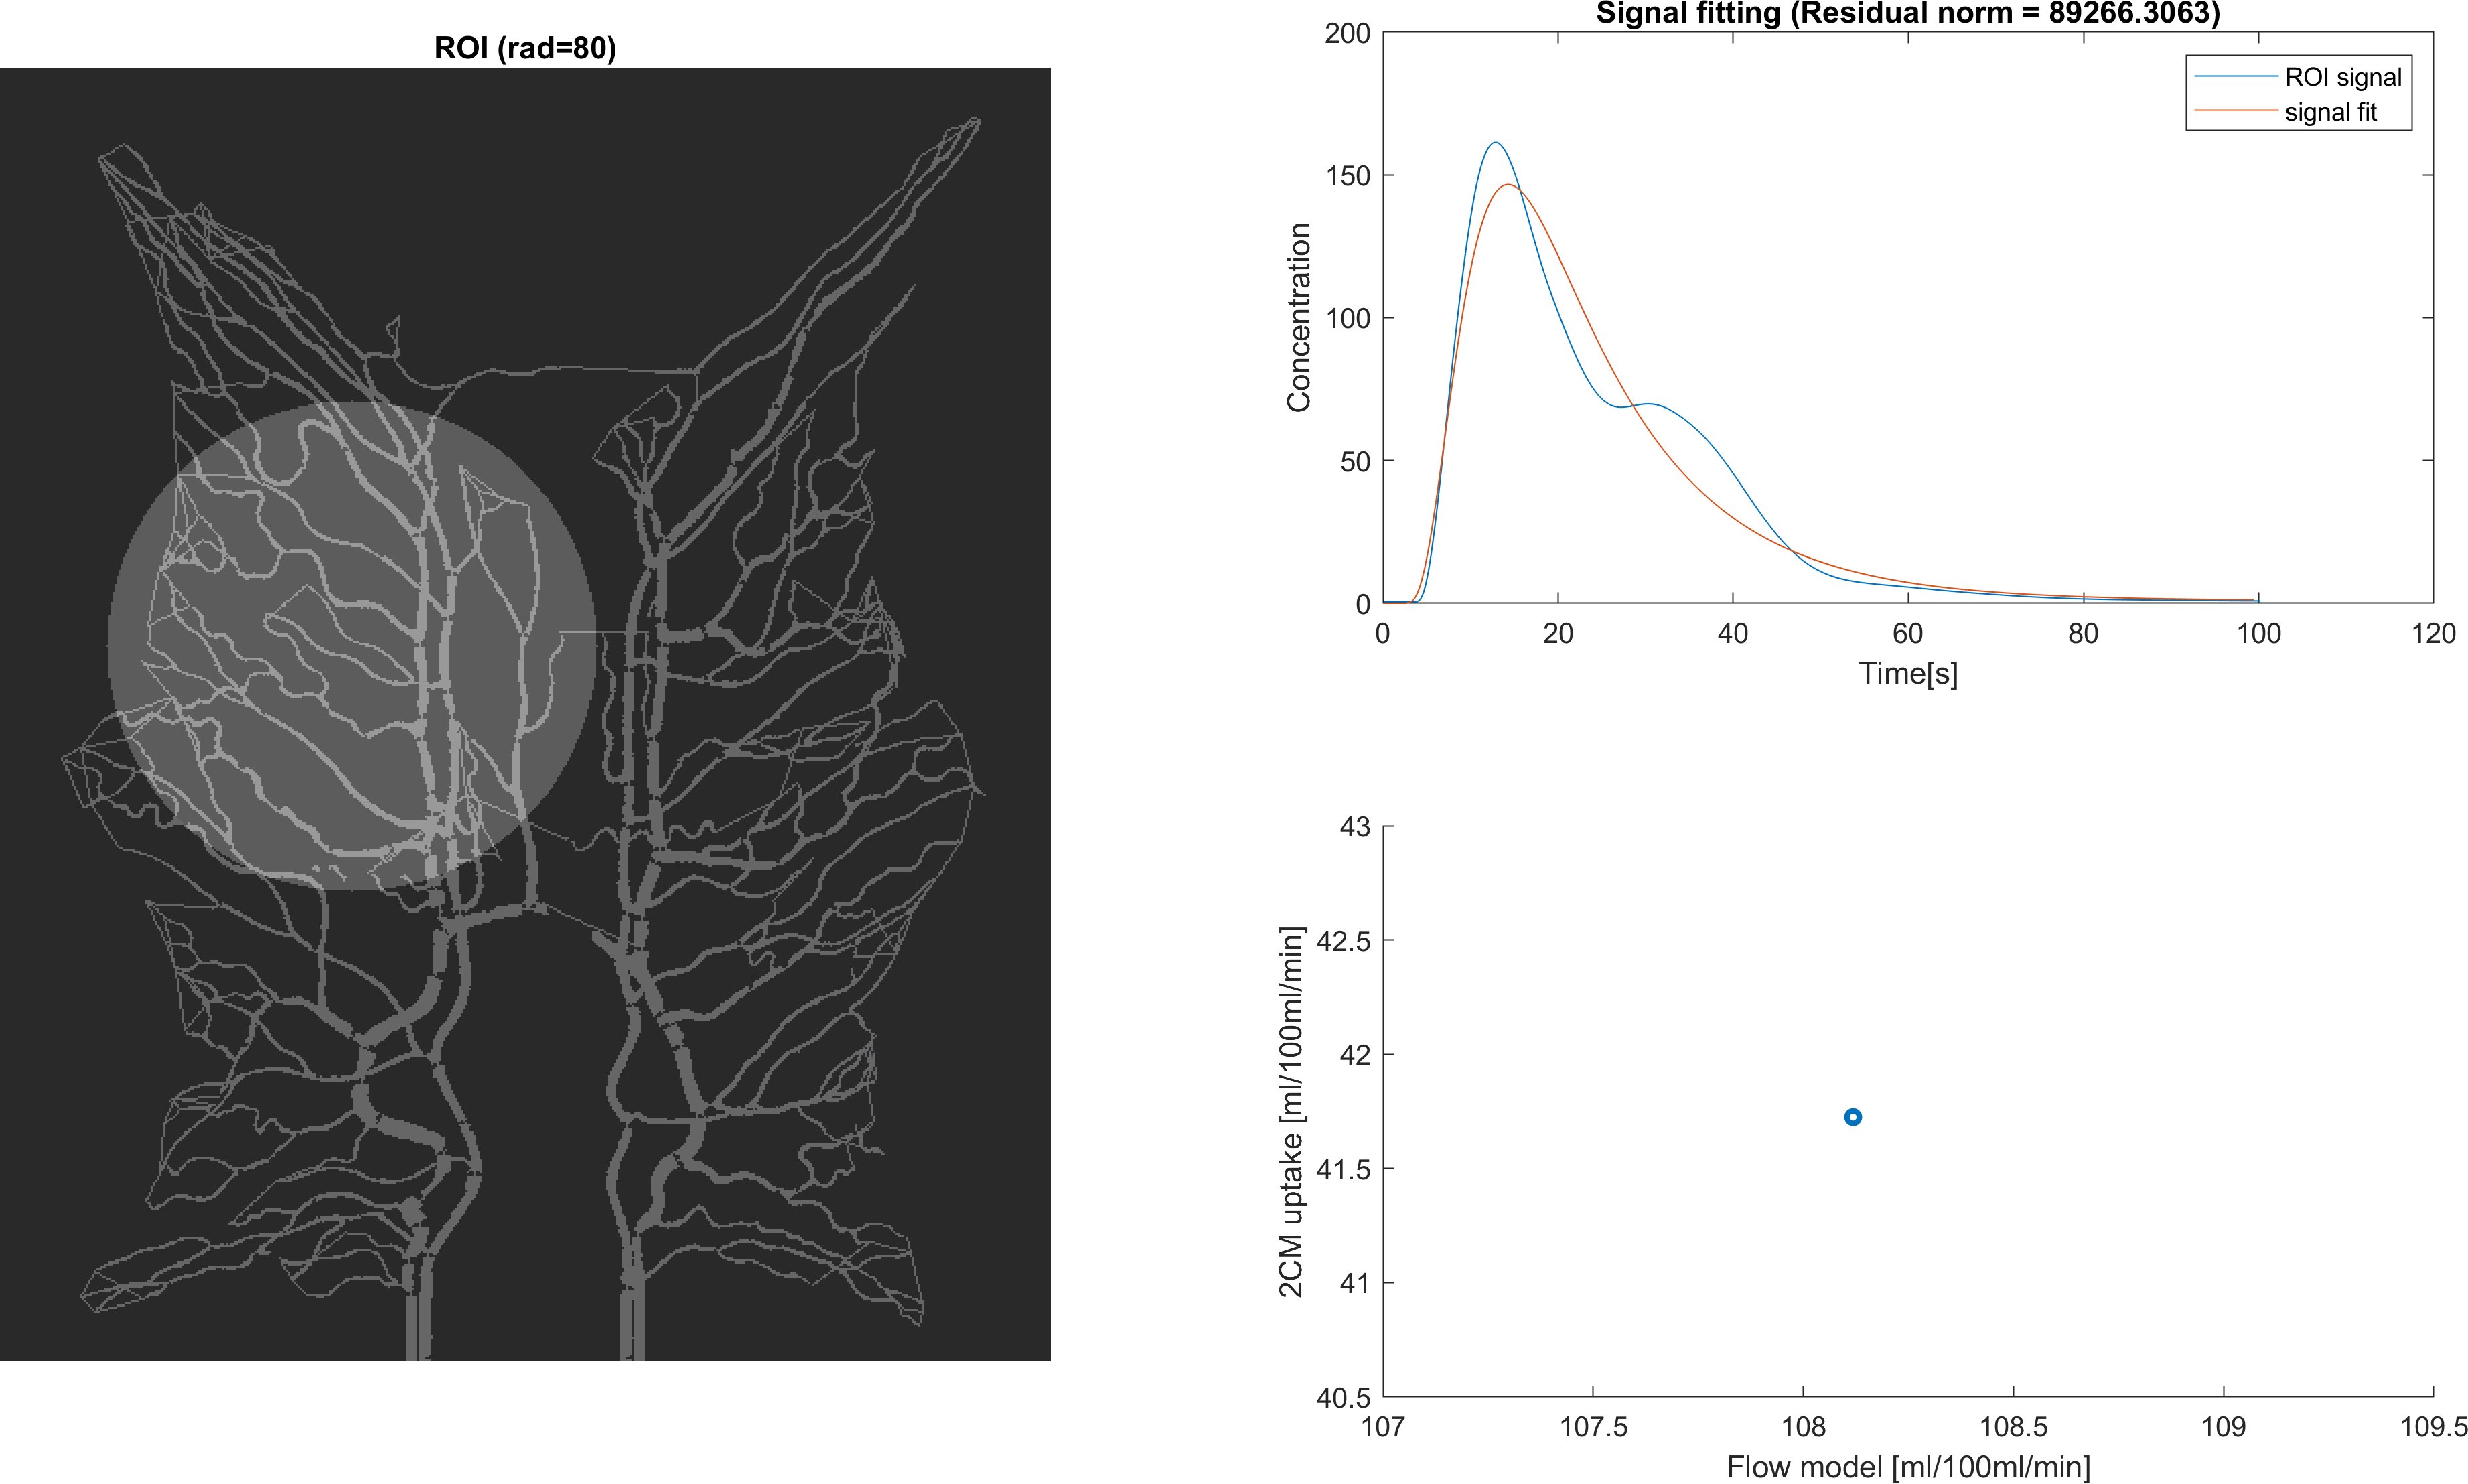 ROI (rad=80)
Signal fitting (Residual norm = 89266.3063)
200
150
100
50
0
Concentration
ROI signal
signal fit
0 20 40 60 80 100 120
Time[s]
43
42.5
42
41.5
41
40.5
2CM uptake [ml/100ml/min]
107 107.5 108 108.5 109 109.5
Flow model [ml/100ml/min]